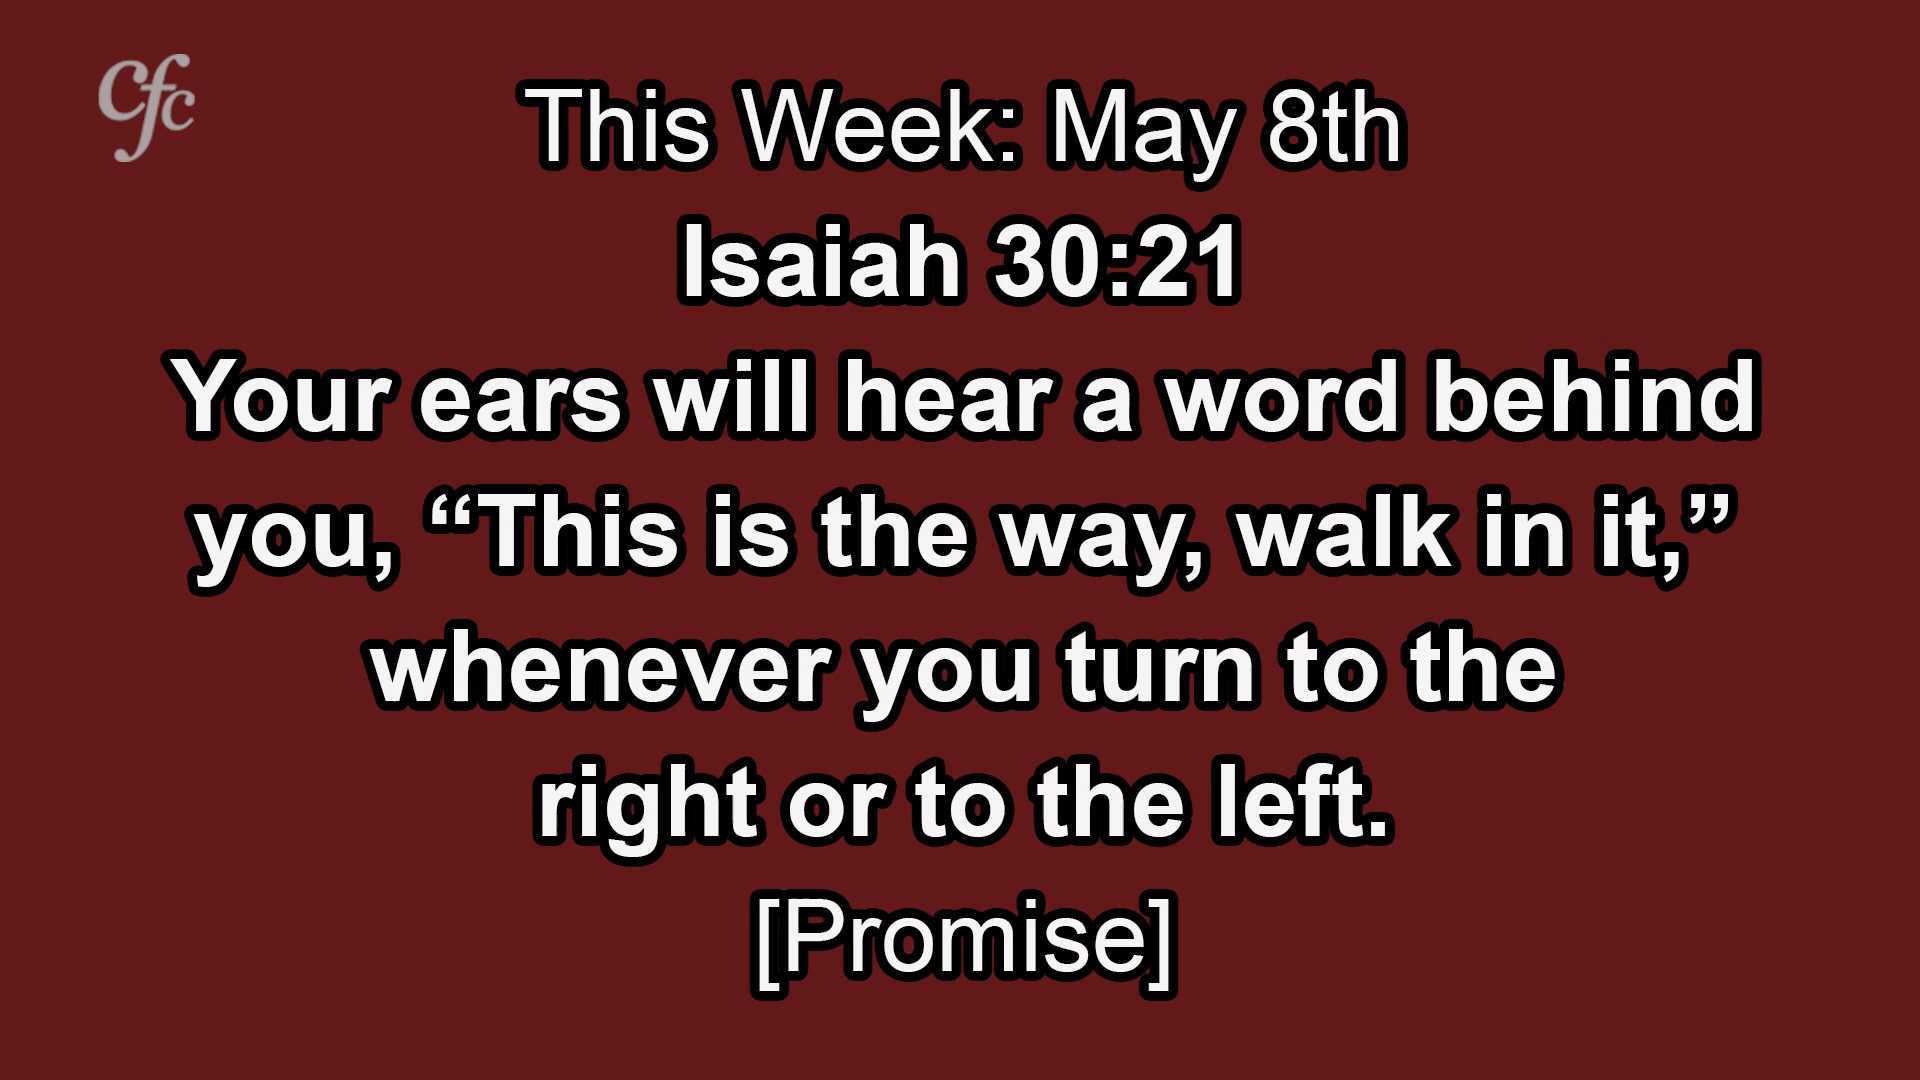 cfc
This Week: May 8th
Isaiah 30:21
Your ears will hear a word behind
you, “This is the way, walk in it,”
whenever you turn to the
right or to the left.
[Promise]